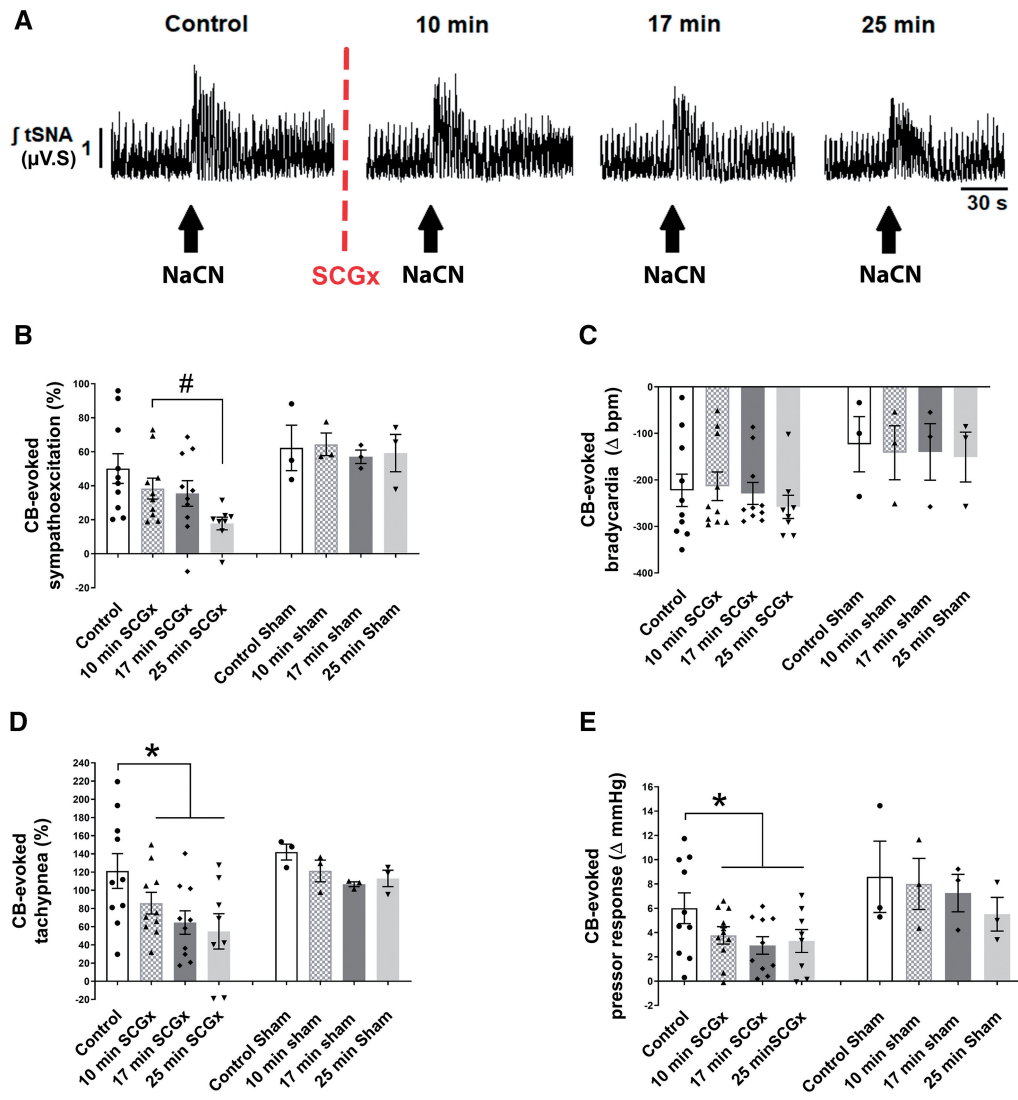 A
Control
10 min
17 min
25 min
∫ tSNA
(µV.S)
1
30 s
NaCN
SCGx
NaCN
NaCN
NaCN
B
CB-evoked
sympathoexcitation (%)
100
80
60
40
20
0
-20
#
Control
10 min SCGx
17 min SCGx
25 min SCGx
Control Sham
10 min sham
17 min sham
25 min Sham
C
CB-evoked
bradycardia (Δ bpm)
0
-100
-200
-300
-400
Control
10 min SCGx
17 min SCGx
25 min SCGx
Control Sham
10 min sham
17 min sham
25 min Sham
D
CB-evoked
tachypnea (%)
240
220
200
180
160
140
120
100
80
60
40
20
0
-20
*
Control
10 min SCGx
17 min SCGx
25 min SCGx
Control Sham
10 min sham
17 min sham
25 min Sham
E
CB-evoked
pressor response (Δ mmHg)
16
14
12
10
8
6
4
2
0
-2
*
Control
10 min SCGx
17 min SCGx
25 minSCGx
Control Sham
10 min sham
17 min sham
25 min Sham